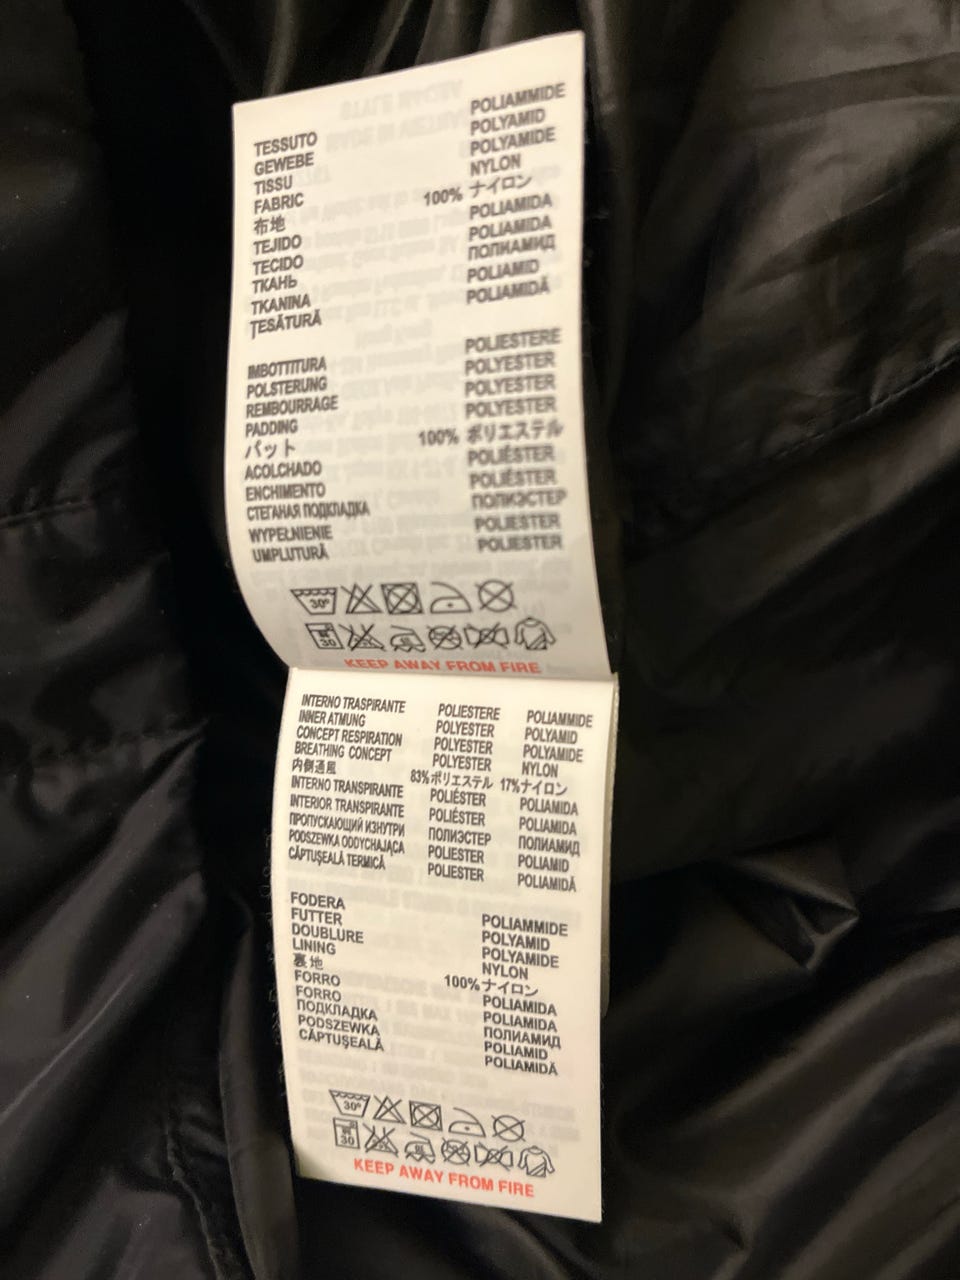 TESSUTO POLIAMMIDE
GEWEBE POLYAMID
TISSU POLYAMIDE
FABRIC NYLON
布地 100% ナイロン
TEJIDO POLIAMIDA
TECIDO POLIAMIDA
ТКАНЬ ПОЛИАМИД
TKANINA POLIAMID
ȚESĂTURĂ POLIAMIDĂ
IMBOTTITURA POLIESTERE
POLSTERUNG POLYESTER
REMBOURRAGE POLYESTER
PADDING POLYESTER
パット 100% ポリエステル
ACOLCHADO POLIÉSTER
ENCHIMENTO POLIÉSTER
СТЕГАНАЯ ПОДКЛАДКА ПОЛИЭСТЕР
WYPEŁNIENIE POLIESTER
UMPLUTURĂ POLIESTER
30°
30
KEEP AWAY FROM FIRE
INTERNO TRASPIRANTE POLIESTERE POLIAMMIDE
INNER ATMUNG POLYESTER POLYAMID
CONCEPT RESPIRATION POLYESTER POLYAMIDE
BREATHING CONCEPT POLYESTER NYLON
内側通風 83%ポリエステル 17%ナイロン
INTERNO TRANSPIRANTE POLIÉSTER POLIAMIDA
INTERIOR TRANSPIRANTE POLIÉSTER POLIAMIDA
ПРОПУСКАЮЩИЙ ИЗНУТРИ ПОЛИЭСТЕР ПОЛИАМИД
PODSZEWKA ODDYCHAJĄCA POLIESTER POLIAMID
CĂPTUȘEALĂ TERMICĂ POLIESTER POLIAMIDĂ
FODERA POLIAMMIDE
FUTTER POLYAMID
DOUBLURE POLYAMIDE
LINING NYLON
裏地 100%ナイロン
FORRO POLIAMIDA
FORRO POLIAMIDA
ПОДКЛАДКА ПОЛИАМИД
PODSZEWKA POLIAMID
CĂPTUȘEALĂ POLIAMIDĂ
30°
30
KEEP AWAY FROM FIRE